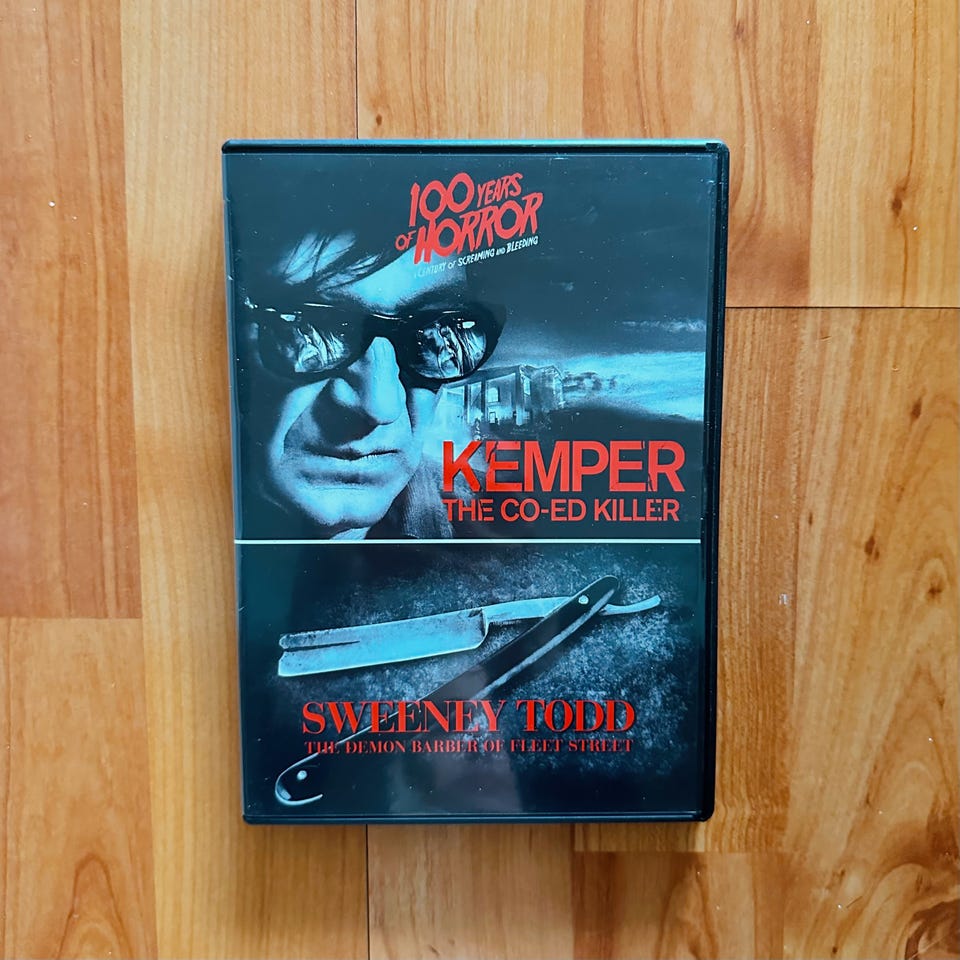 100 YEARS
OF HORROR
A CENTURY OF SCREAMING AND BLEEDING
KEMPER
THE CO-ED KILLER
SWEENEY TODD
THE DEMON BARBER OF FLEET STREET